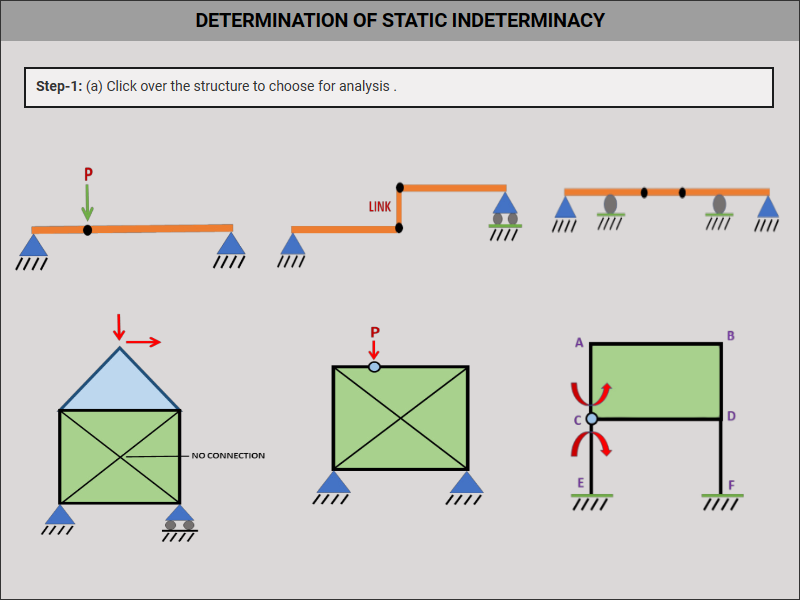 DETERMINATION OF STATIC INDETERMINACY
Step-1: (a) Click over the structure to choose for analysis .
P
LINK
P
A
B
C
D
E
F
NO CONNECTION